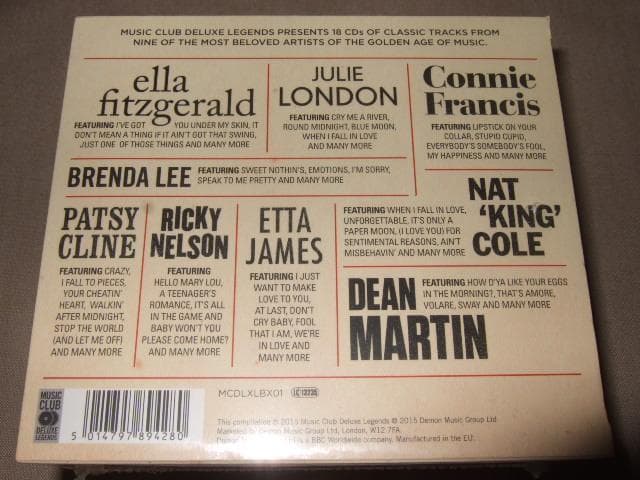 MUSIC CLUB DELUXE LEGENDS PRESENTS 18 CDs OF CLASSIC TRACKS FROM
NINE OF THE MOST BELOVED ARTISTS OF THE GOLDEN AGE OF MUSIC.
ella
fitzgerald
FEATURING I'VE GOT YOU UNDER MY SKIN, IT
DON'T MEAN A THING IF IT AIN'T GOT THAT SWING,
JUST ONE OF THOSE THINGS AND MANY MORE
JULIE
LONDON
FEATURING CRY ME A RIVER,
ROUND MIDNIGHT, BLUE MOON,
WHEN I FALL IN LOVE
AND MANY MORE
Connie
Francis
FEATURING LIPSTICK ON YOUR
COLLAR, STUPID CUPID,
EVERYBODY'S SOMEBODY'S FOOL,
MY HAPPINESS AND MANY MORE
BRENDA LEE
FEATURING SWEET NOTHIN'S, EMOTIONS, I'M SORRY,
SPEAK TO ME PRETTY AND MANY MORE
PATSY
CLINE
FEATURING CRAZY,
I FALL TO PIECES,
YOUR CHEATIN'
HEART, WALKIN'
AFTER MIDNIGHT,
STOP THE WORLD
(AND LET ME OFF)
AND MANY MORE
RICKY
NELSON
FEATURING
HELLO MARY LOU,
A TEENAGER'S
ROMANCE, IT'S ALL
IN THE GAME AND
BABY WON'T YOU
PLEASE COME HOME?
AND MANY MORE
ETTA
JAMES
FEATURING I JUST
WANT TO MAKE
LOVE TO YOU,
AT LAST, DON'T
CRY BABY, FOOL
THAT I AM, WE'RE
IN LOVE AND
MANY MORE
FEATURING WHEN I FALL IN LOVE,
UNFORGETTABLE, IT'S ONLY A
PAPER MOON, (I LOVE YOU) FOR
SENTIMENTAL REASONS, AIN'T
MISBEHAVIN' AND MANY MORE
NAT
'KING'
COLE
DEAN
MARTIN
FEATURING HOW D'YA LIKE YOUR EGGS
IN THE MORNING?, THAT'S AMORE,
VOLARE, SWAY AND MANY MORE
MUSIC
CLUB
DELUXE
LEGENDS
5 014797 894280
MCDLXLBX01 LC 12235
This compilation ℗ 2015 Music Club Deluxe Legends © 2015 Demon Music Group Ltd.
Marketed by Demon Music Group Ltd, London, W12 7FA.
Demon Music Group Ltd is a BBC Worldwide company. Manufactured in the EU.